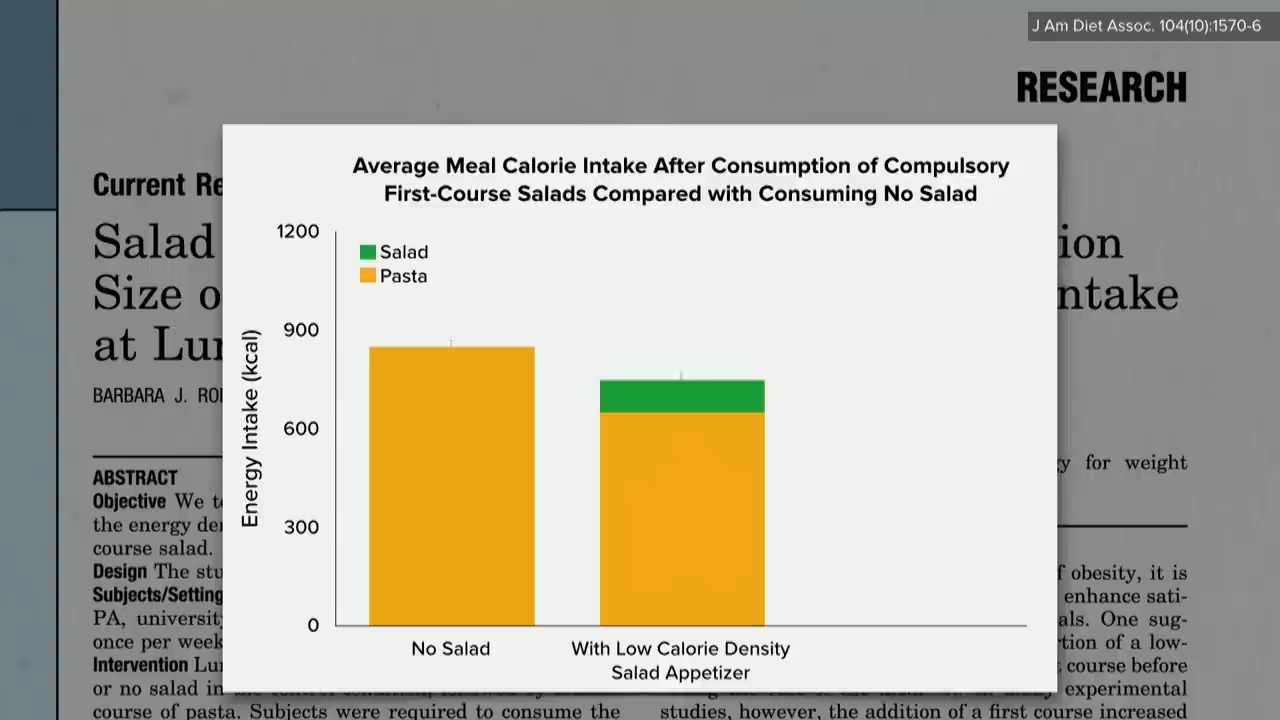 J Am Diet Assoc. 104(10):1570-6
RESEARCH
Current Re
Salad
ion
Size o
ntake
at Lur
BARBARA J. RO
ABSTRACT
Objective We t
the energy de
course salad.
Design The stu
Subjects/Setting
PA, university
once per week
Intervention Lu
or no salad in
course of pasta. Subjects were required to consume the
y for weight
f obesity, it is
enhance sati-
als. One sug-
rtion of a low-
course before
experimental
studies, however, the addition of a first course increased
Average Meal Calorie Intake After Consumption of Compulsory
First-Course Salads Compared with Consuming No Salad
Salad
Pasta
Energy Intake (kcal)
1200
900
600
300
0
No Salad
With Low Calorie Density
Salad Appetizer